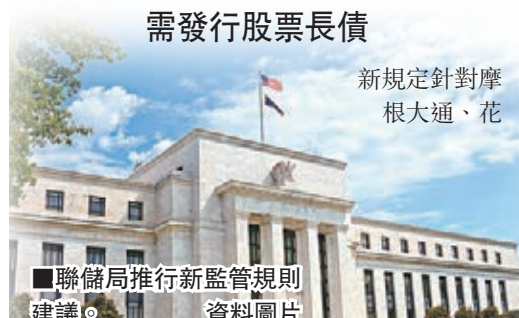 需發行股票長債
新規定針對摩
根大通、花
■聯儲局推行新監管規則
建議。 資料圖片